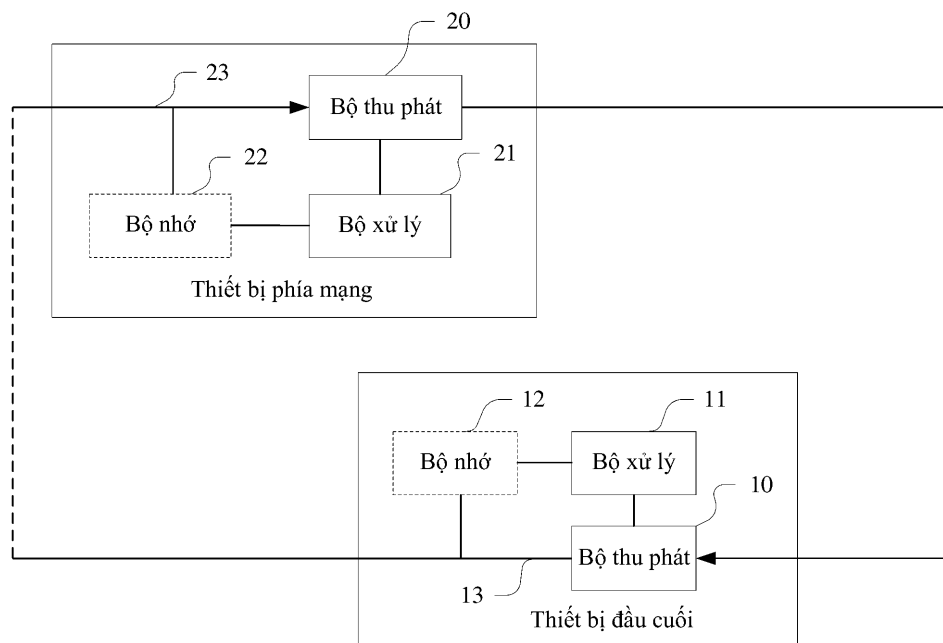 20
23
Bộ thu phát
22
21
Bộ nhớ
Bộ xử lý
Thiết bị phía mạng
12
11
Bộ nhớ
Bộ xử lý
10
Bộ thu phát
13
Thiết bị đầu cuối